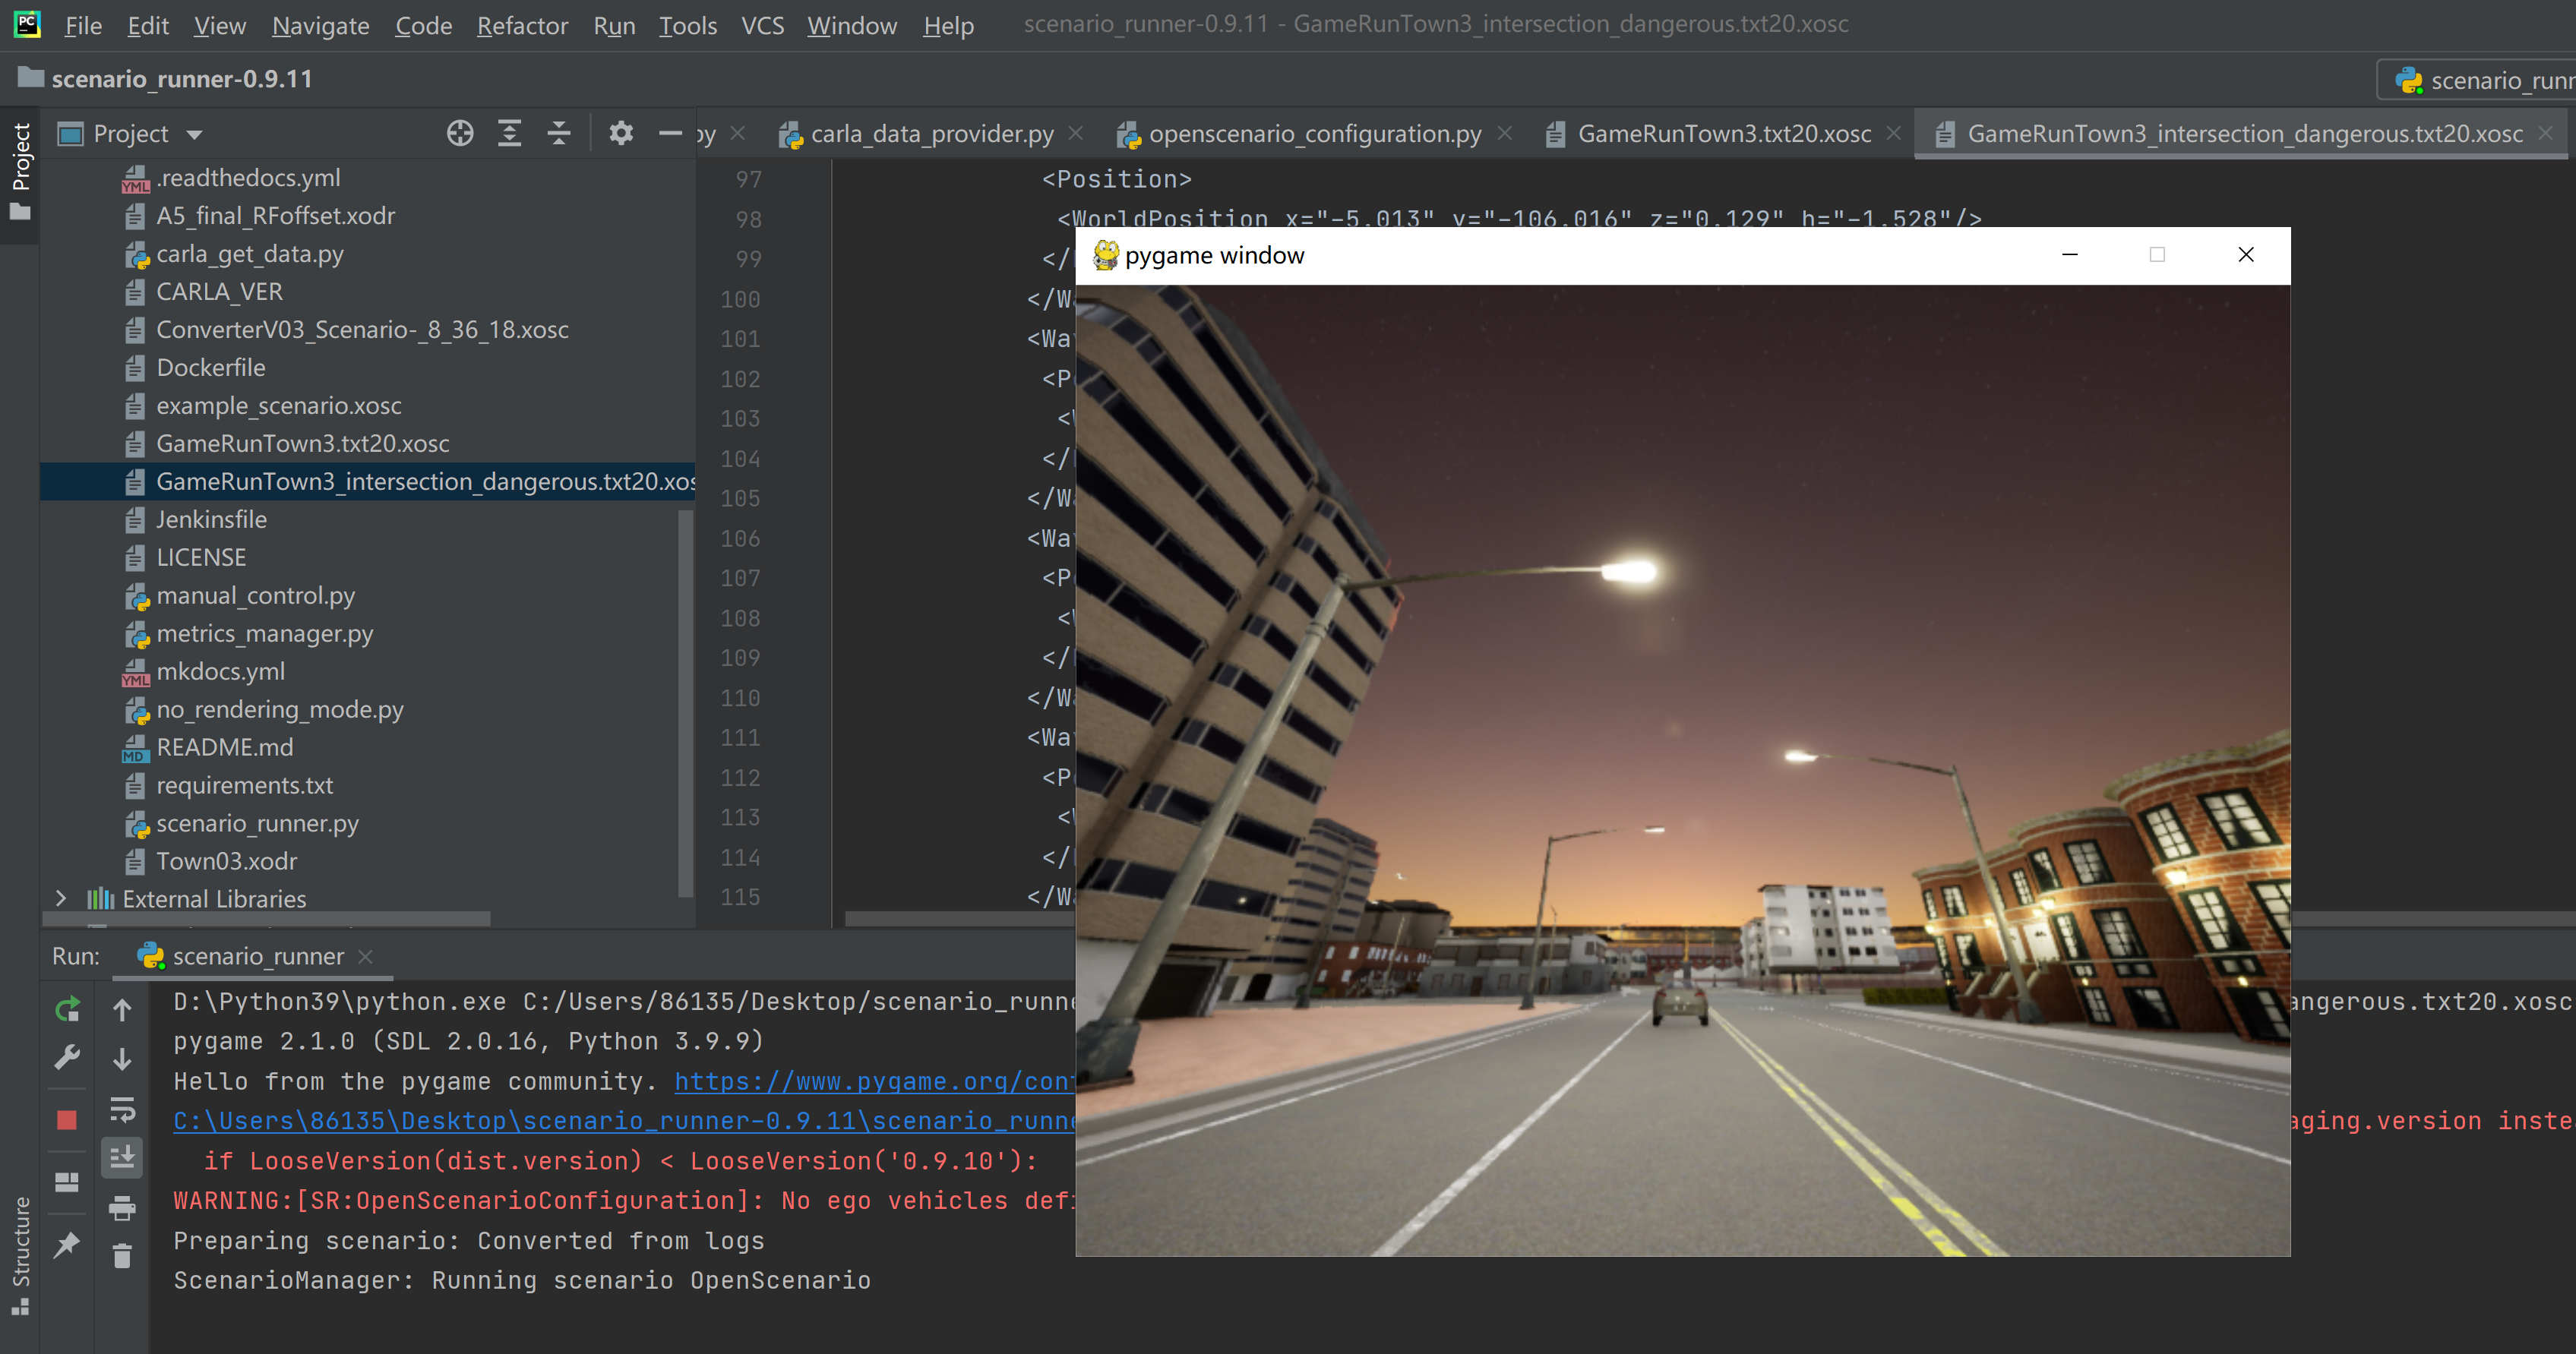 File Edit View Navigate Code Refactor Run Tools VCS Window Help scenario_runner-0.9.11 - GameRunTown3_intersection_dangerous.txt20.xosc
scenario_runner-0.9.11
scenario_runn
Project
Project
py
carla_data_provider.py
openscenario_configuration.py
GameRunTown3.txt20.xosc
GameRunTown3_intersection_dangerous.txt20.xosc
.readthedocs.yml
A5_final_RFoffset.xodr
carla_get_data.py
CARLA_VER
ConverterV03_Scenario-_8_36_18.xosc
Dockerfile
example_scenario.xosc
GameRunTown3.txt20.xosc
GameRunTown3_intersection_dangerous.txt20.xos
Jenkinsfile
LICENSE
manual_control.py
metrics_manager.py
mkdocs.yml
no_rendering_mode.py
README.md
requirements.txt
scenario_runner.py
Town03.xodr
External Libraries
97 <Position>
98 <WorldPosition x="-5.013" y="-106.016" z="0.129" h="-1.528"/>
99 </
100 </Wa
101 <Wa
102 <P
103 <
104 </
105 </Wa
106 <Wa
107 <P
108 <
109 </
110 </Wa
111 <Wa
112 <P
113 <
114 </
115 </Wa
pygame window
Run: scenario_runner
D:\Python39\python.exe C:/Users/86135/Desktop/scenario_runne
angerous.txt20.xosc
pygame 2.1.0 (SDL 2.0.16, Python 3.9.9)
Hello from the pygame community. https://www.pygame.org/con
C:\Users\86135\Desktop\scenario_runner-0.9.11\scenario_runne
aging.version inste
if LooseVersion(dist.version) < LooseVersion('0.9.10'):
WARNING:[SR:OpenScenarioConfiguration]: No ego vehicles def
Preparing scenario: Converted from logs
ScenarioManager: Running scenario OpenScenario
Structure